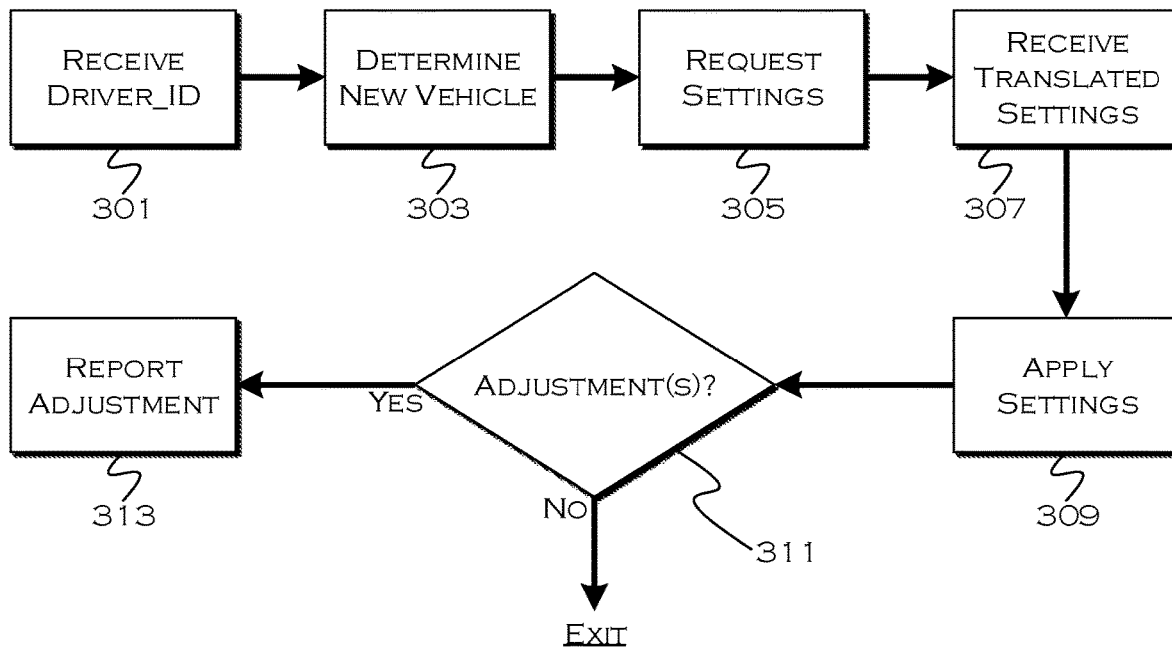 RECEIVE
DRIVER_ID
DETERMINE
NEW VEHICLE
REQUEST
SETTINGS
RECEIVE
TRANSLATED
SETTINGS
301
303
305
307
REPORT
ADJUSTMENT
YES
ADJUSTMENT(S)?
APPLY
SETTINGS
NO
313
311
309
EXIT